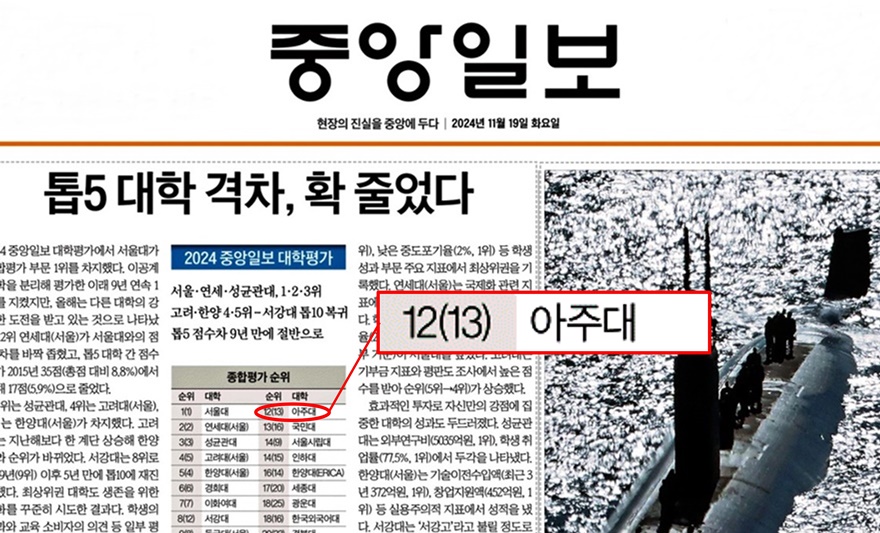 중앙일보
현장의 진실을 중앙에 두다 | 2024년 11월 19일 화요일
톱5 대학 격차, 확 줄었다
4 중앙일보 대학평가에서 서울대가
합평가 부문 1위를 차지했다. 이공계
학을 분리해 평가한 이래 9년 연속 1
를 지켰지만, 올해는 다른 대학의 강
한 도전을 받고 있는 것으로 나타났
2위 연세대(서울)가 서울대와의 점
차를 바짝 좁혔고, 톱5 대학 간 점수
가 2015년 35점(총점 대비 8.8%)에서
해 17점(5.9%)으로 줄었다.
위는 성균관대, 4위는 고려대(서울),
는 한양대(서울)가 차지했다. 고려
는 지난해보다 한 계단 상승해 한양
와 순위가 바뀌었다. 서강대는 8위로
9년(9위) 이후 5년 만에 톱10에 재진
했다. 최상위권 대학도 생존을 위한
화를 꾸준히 시도한 결과다. 학생의
화와 교육 소비자의 의견 등 일부 평
2024 중앙일보 대학평가
서울·연세·성균관대, 1·2·3위
고려·한양 4·5위 – 서강대 톱10 복귀
톱5 점수차 9년 만에 절반으로
종합평가 순위
순위 대학 순위 대학
1(1) 서울대 12(13) 아주대
2(2) 연세대(서울) 13(16) 국민대
3(3) 성균관대 14(9) 서울시립대
4(5) 고려대(서울) 14(15) 인하대
5(4) 한양대(서울) 16(14) 한양대(ERICA)
6(6) 경희대 17(20) 세종대
7(7) 이화여대 18(25) 광운대
8(12) 서강대 18(16) 한국외국어대
위), 낮은 중도포기율(2%, 1위) 등 학생
성과 부문 주요 지표에서 최상위권을 기
록했다. 연세대(서울)는 국제화 관련 지
표에
12(13) 아주대
기부금 지표와 평판도 조사에서 높은 점
수를 받아 순위(5→4위)가 상승했다.
효과적인 투자로 자신만의 강점에 집
중한 대학의 성과도 두드러졌다. 성균관
대는 외부연구비(5035억원, 1위), 학생 취
업률(77.5%, 1위)에서 두각을 나타냈다.
한양대(서울)는 기술이전수입액(최근 3
년 372억원, 1위), 창업지원액(452억원, 1
위) 등 실용주의적 지표에서 성적을 냈
다. 서강대는 '서강고'라고 불릴 정도로